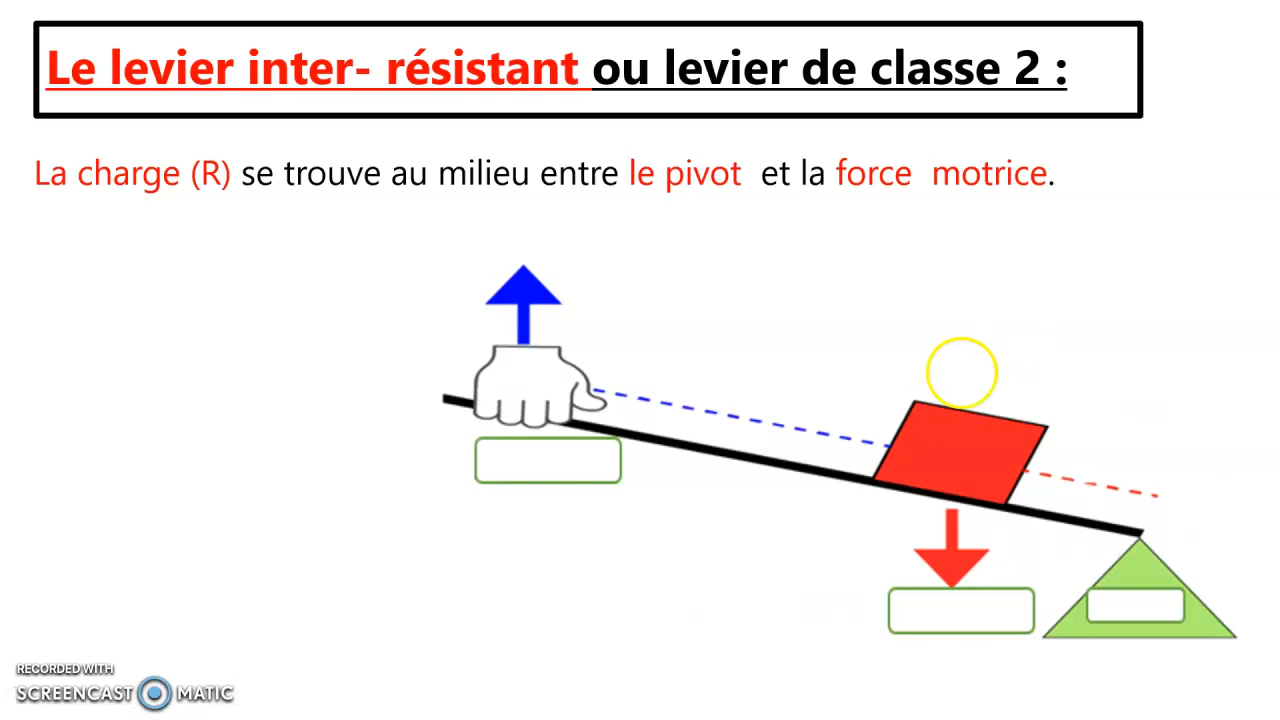 Le levier inter- résistant ou levier de classe 2 :
La charge (R) se trouve au milieu entre le pivot et la force motrice.
RECORDED WITH
SCREENCAST MATIC